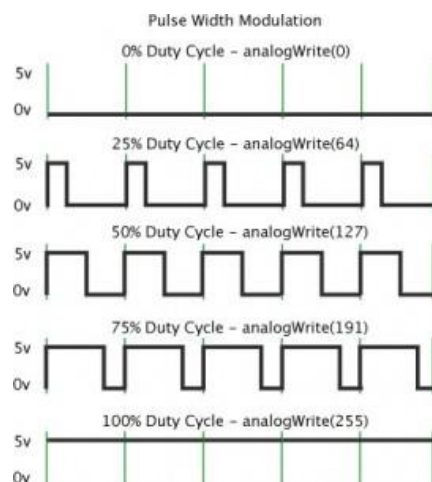 Pulse Width Modulation
0% Duty Cycle – analogWrite(0)
5v
0v
25% Duty Cycle – analogWrite(64)
5v
0v
50% Duty Cycle – analogWrite(127)
5v
0v
75% Duty Cycle – analogWrite(191)
5v
0v
100% Duty Cycle – analogWrite(255)
5v
0v